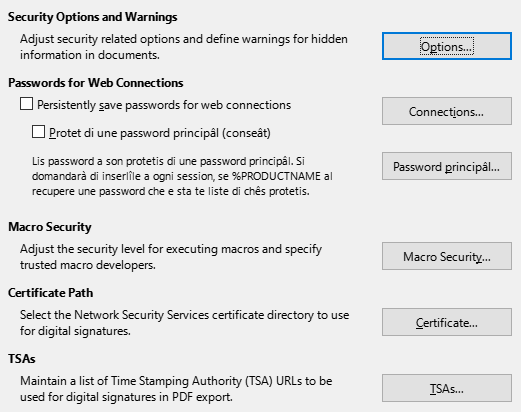 Security Options and Warnings
Adjust security related options and define warnings for hidden
information in documents.
Options...
Passwords for Web Connections
Persistently save passwords for web connections
Connections...
Protet di une password principâl (conseât)
Lis password a son protetis di une password principâl. Si
domandarà di inserîle a ogni session, se %PRODUCTNAME al
recupere une password che e sta te liste di chês protetis.
Password principâl...
Macro Security
Adjust the security level for executing macros and specify
trusted macro developers.
Macro Security...
Certificate Path
Select the Network Security Services certificate directory to use
for digital signatures.
Certificate...
TSAs
Maintain a list of Time Stamping Authority (TSA) URLs to be
used for digital signatures in PDF export.
TSAs...